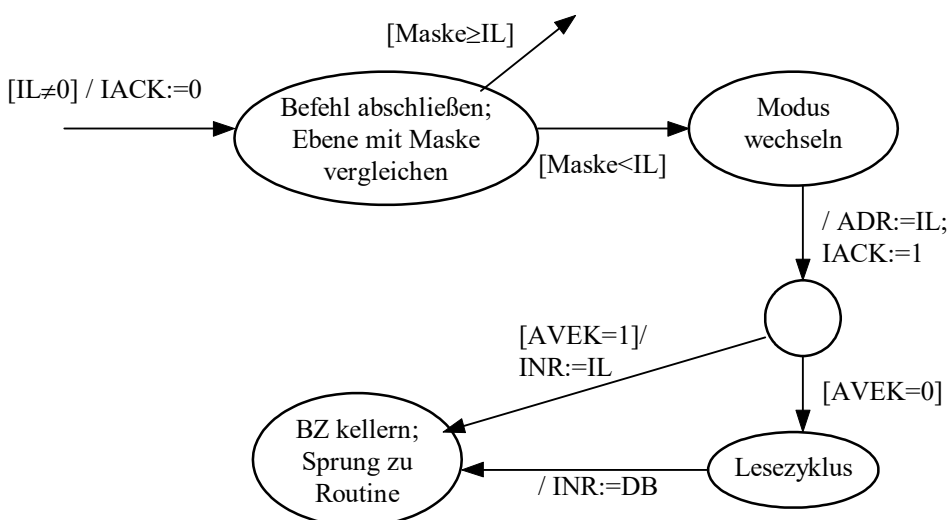 [Maske≥IL]
[IL≠0] / IACK:=0
Befehl abschließen;
Ebene mit Maske
vergleichen
[Maske<IL]
Modus
wechseln
/ ADR:=IL;
IACK:=1
[AVEK=1]/
INR:=IL
[AVEK=0]
BZ kellern;
Sprung zu
Routine
/ INR:=DB
Lesezyklus